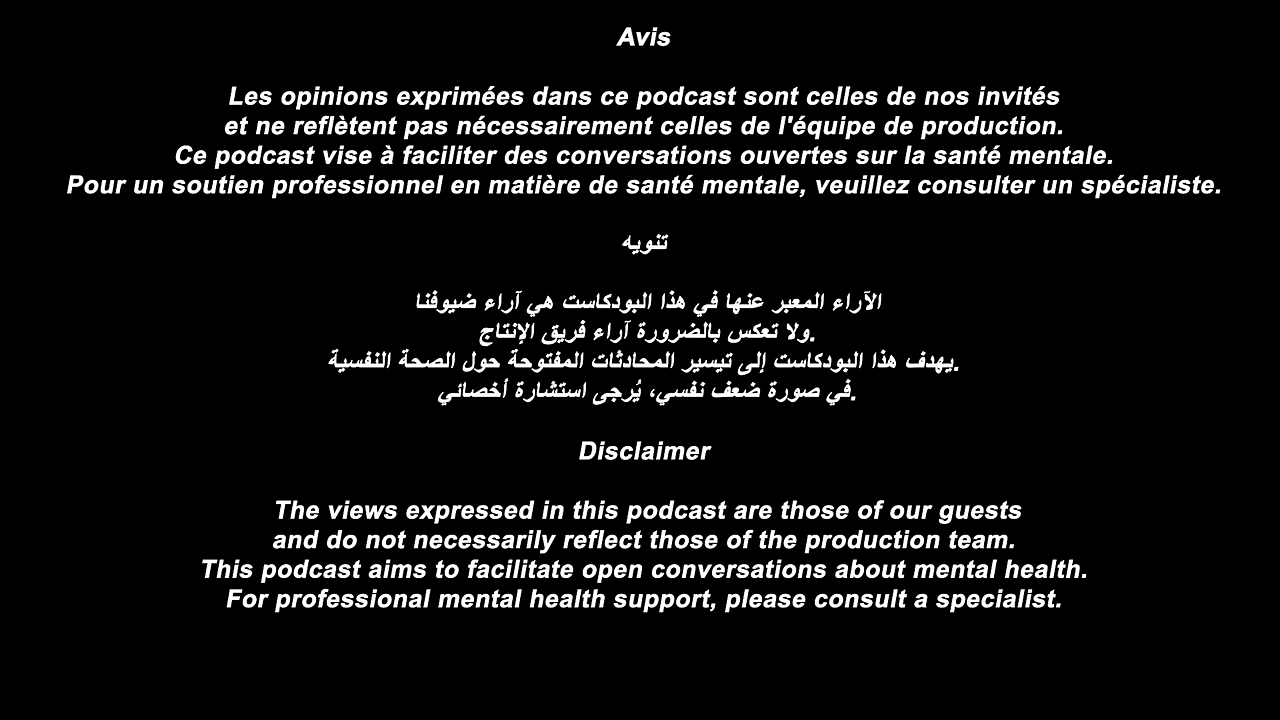 Avis
Les opinions exprimées dans ce podcast sont celles de nos invités
et ne reflètent pas nécessairement celles de l'équipe de production.
Ce podcast vise à faciliter des conversations ouvertes sur la santé mentale.
Pour un soutien professionnel en matière de santé mentale, veuillez consulter un spécialiste.
تنويه
الآراء المعبر عنها في هذا البودكاست هي آراء ضيوفنا
ولا تعكس بالضرورة آراء فريق الإنتاج.
يهدف هذا البودكاست إلى تيسير المحادثات المفتوحة حول الصحة النفسية.
في صورة ضعف نفسي، يُرجى استشارة أخصائي.
Disclaimer
The views expressed in this podcast are those of our guests
and do not necessarily reflect those of the production team.
This podcast aims to facilitate open conversations about mental health.
For professional mental health support, please consult a specialist.